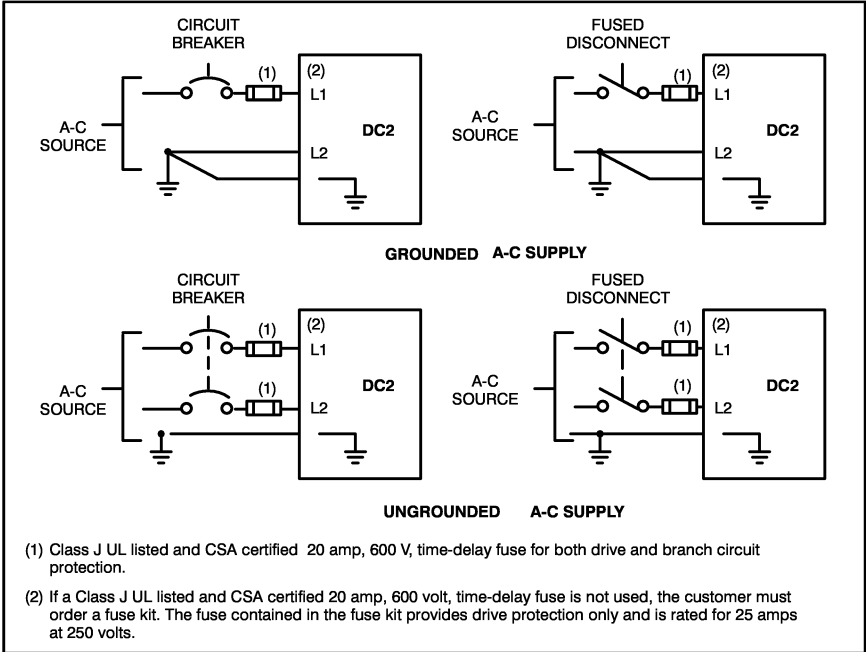 CIRCUIT
BREAKER
(1)
(2)
L1
A-C
SOURCE
DC2
L2
FUSED
DISCONNECT
(1)
(2)
L1
A-C
SOURCE
DC2
L2
GROUNDED A-C SUPPLY
CIRCUIT
BREAKER
(1)
(2)
L1
A-C
SOURCE
DC2
(1)
L2
FUSED
DISCONNECT
(1)
(2)
L1
A-C
SOURCE
DC2
(1)
L2
UNGROUNDED A-C SUPPLY
(1) Class J UL listed and CSA certified 20 amp, 600 V, time-delay fuse for both drive and branch circuit
protection.
(2) If a Class J UL listed and CSA certified 20 amp, 600 volt, time-delay fuse is not used, the customer must
order a fuse kit. The fuse contained in the fuse kit provides drive protection only and is rated for 25 amps
at 250 volts.